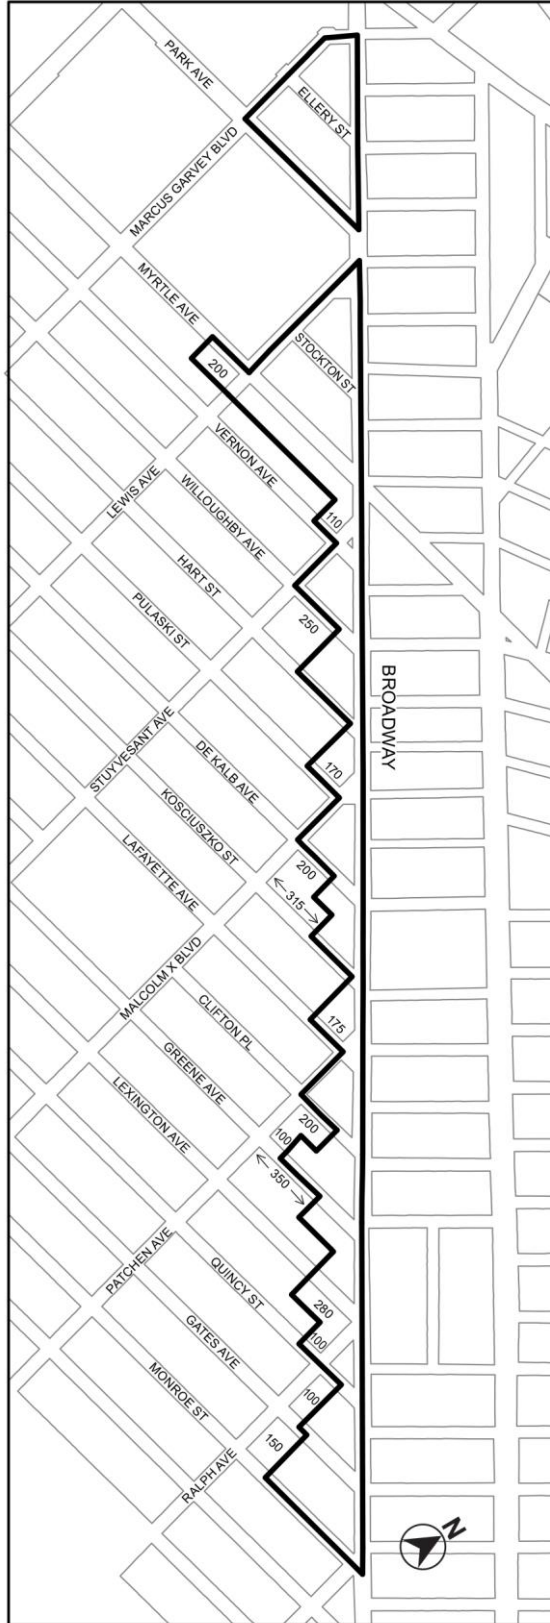 PARK AVE
ELLERY ST
MARCUS GARVEY BLVD
MYRTLE AVE
STOCKTON ST
200
VERNON AVE
LEWIS AVE
WILLOUGHBY AVE
110
HART ST
PULASKI ST
250
BROADWAY
STUYVESANT AVE
DE KALB AVE
170
KOSCIUSZKO ST
200
LAFAYETTE AVE
315
MALCOLM X BLVD
CLIFTON PL
175
GREENE AVE
LEXINGTON AVE
200
100
350
PATCHEN AVE
QUINCY ST
280
100
GATES AVE
MONROE ST
100
150
RALPH AVE
N